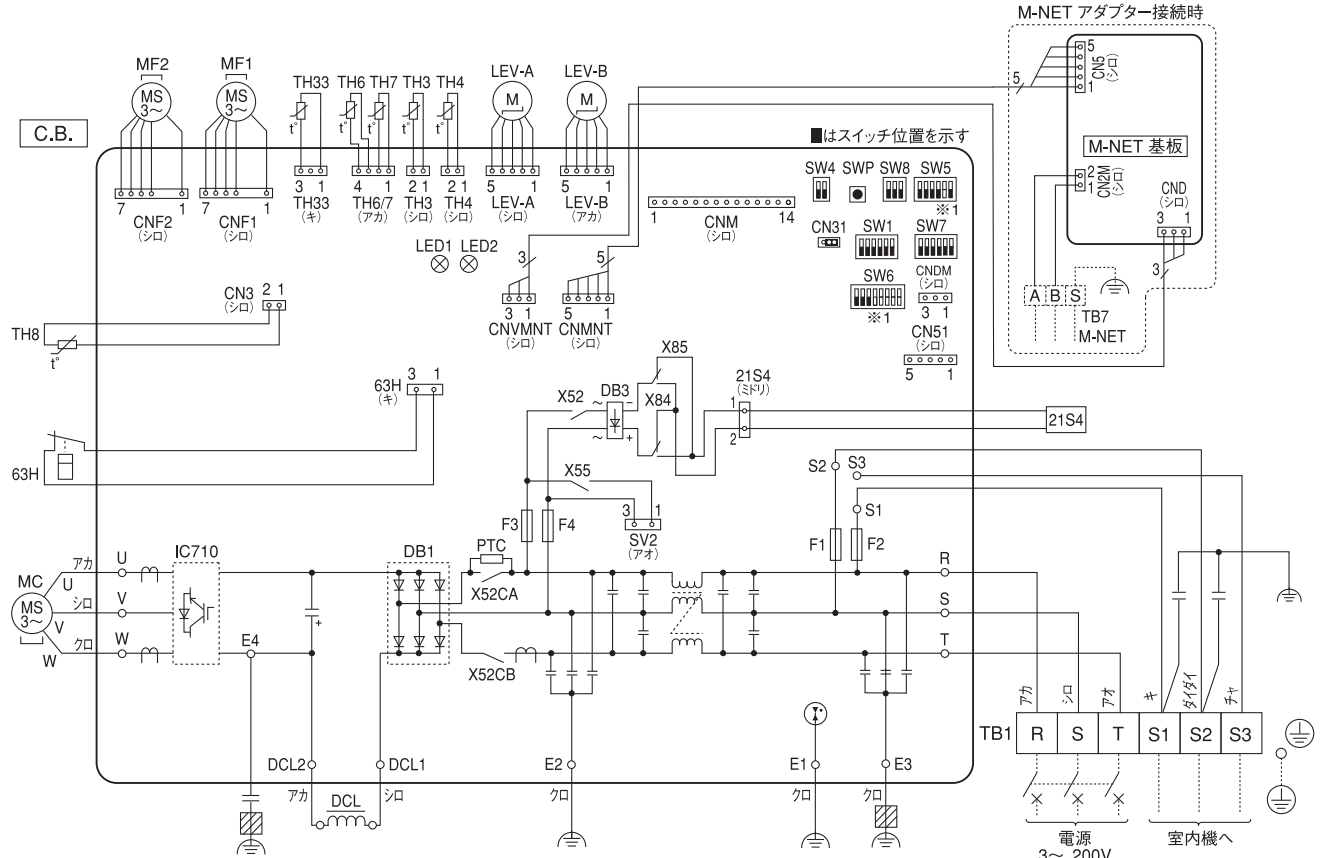 M-NET アダプター接続時
MF2
MF1
TH33
TH6 TH7 TH3 TH4
LEV-A
LEV-B
MS
3~
MS
3~
M
M
t°
t°
t°
t°
t°
C.B.
■はスイッチ位置を示す
5
5
1
CN5
(シロ)
M-NET 基板
2
1
CN2M
(シロ)
CND
(シロ)
3 1
3
A B S
TB7
M-NET
7 1
CNF2
(シロ)
7 1
CNF1
(シロ)
3 1
TH33
(キ)
4 1
TH6/7
(アカ)
2 1
TH3
(シロ)
2 1
TH4
(シロ)
5 1
LEV-A
(シロ)
5 1
LEV-B
(アカ)
1 14
CNM
(シロ)
SW4 SWP SW8 SW5
※1
CN31 SW1 SW7
SW6
※1
CNDM
(シロ)
3 1
CN51
(シロ)
5 1
LED1 LED2
3
3 1
CNVMNT
(シロ)
5
5 1
CNMNT
(シロ)
CN3
(シロ)
2 1
TH8
t°
63H
(キ)
3 1
63H
X52
DB3
~ −
~ +
X85
X84
21S4
(ミドリ)
1
2
21S4
X55
3 1
SV2
(アオ)
F3 F4
S2 S3
S1
F1 F2
MC
MS
3~
アカ
U
U
シロ
V
V
クロ
W
W
IC710
+
E4
DB1
PTC
X52CA
X52CB
R
S
T
アカ
シロ
アオ
キ
ダイダイ
チャ
TB1 R S T S1 S2 S3
DCL2
DCL1
アカ
DCL
シロ
E2
クロ
E1
クロ
E3
クロ
電源
3~ 200V
室内機へ